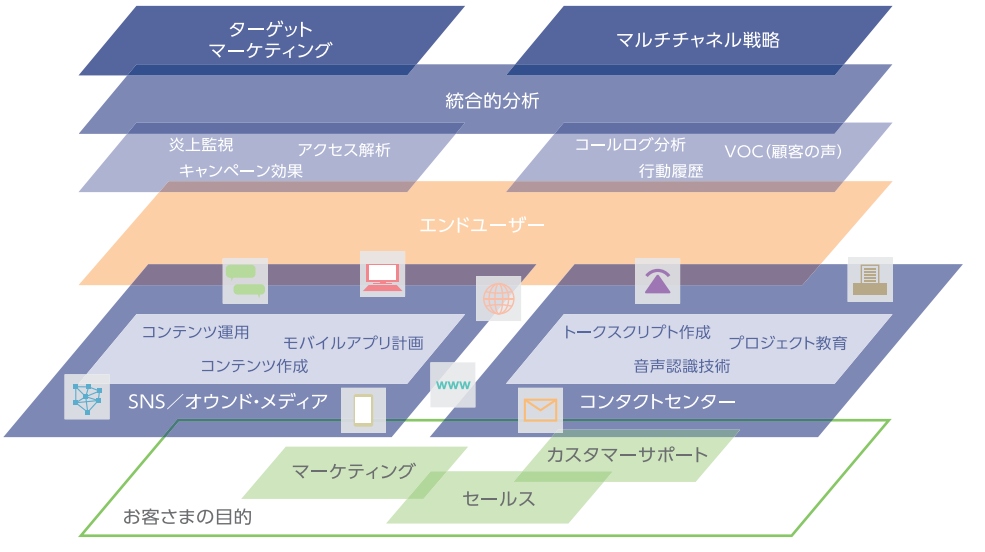 ターゲット
マーケティング
マルチチャネル戦略
統合的分析
炎上監視
アクセス解析
キャンペーン効果
コールログ分析
VOC(顧客の声)
行動履歴
エンドユーザー
コンテンツ運用
モバイルアプリ計画
コンテンツ作成
トークスクリプト作成
プロジェクト教育
音声認識技術
www
SNS／オウンド・メディア
コンタクトセンター
マーケティング
カスタマーサポート
セールス
お客さまの目的